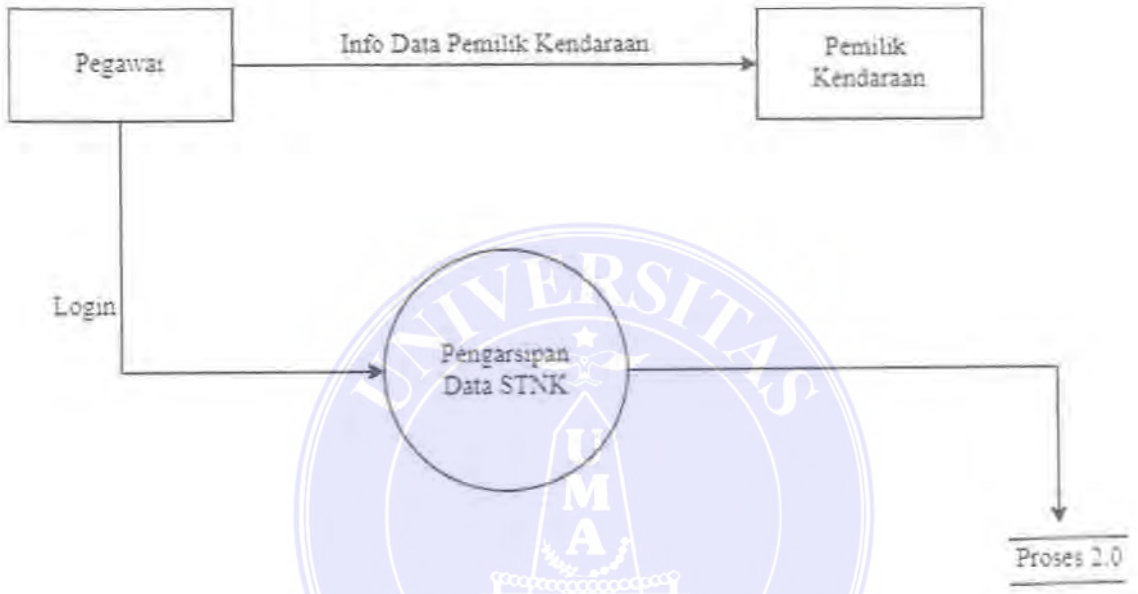 Pegawai
Info Data Pemilik Kendaraan
Pemilik
Kendaraan
Login
Pengarsipan
Data STNK
Proses 2.0
UNIVERSITAS
U
M
A